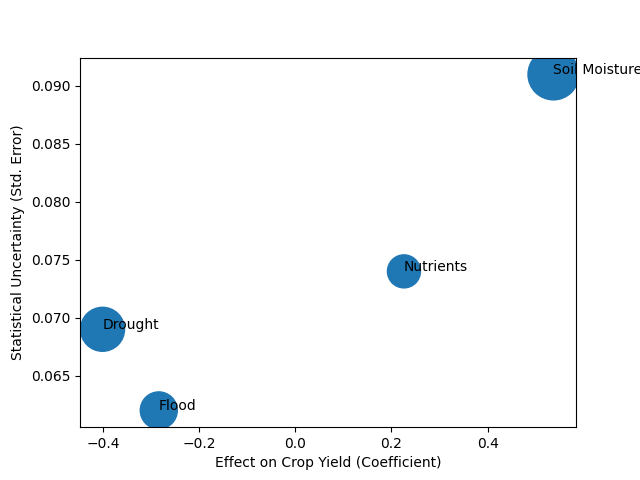 Soil Moisture
0.090
0.085
0.080
0.075
Nutrients
0.070
Drought
0.065
Flood
−0.4
−0.2
0.0
0.2
0.4
Effect on Crop Yield (Coefficient)
Statistical Uncertainty (Std. Error)